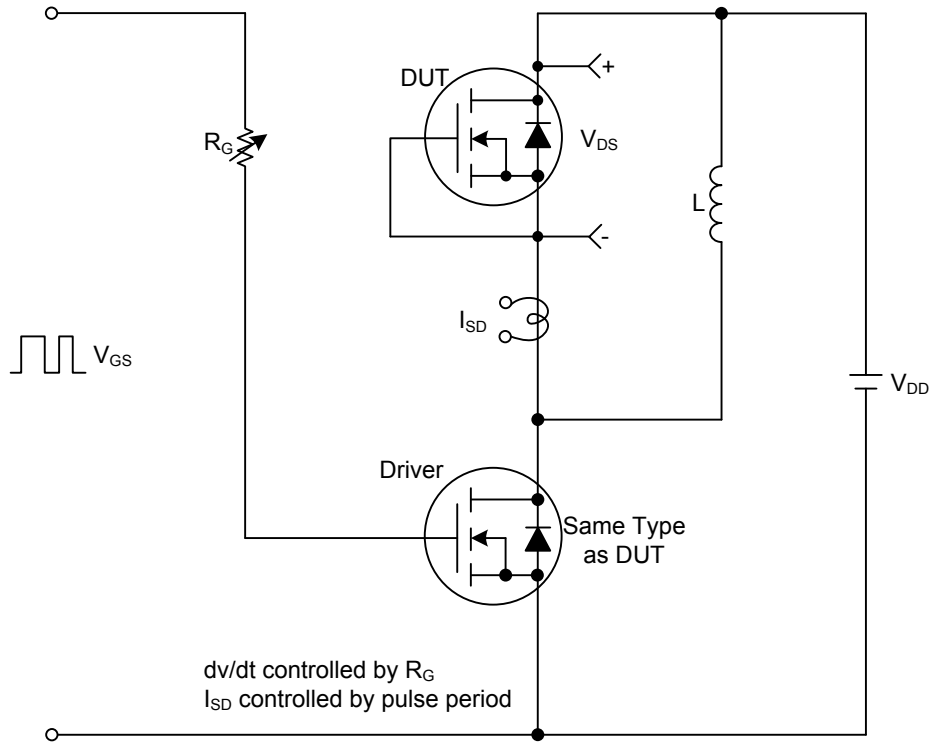 DUT
+
R_G
V_DS
L
-
I_SD
V_GS
V_DD
Driver
Same Type
as DUT
dv/dt controlled by R_G
I_SD controlled by pulse period